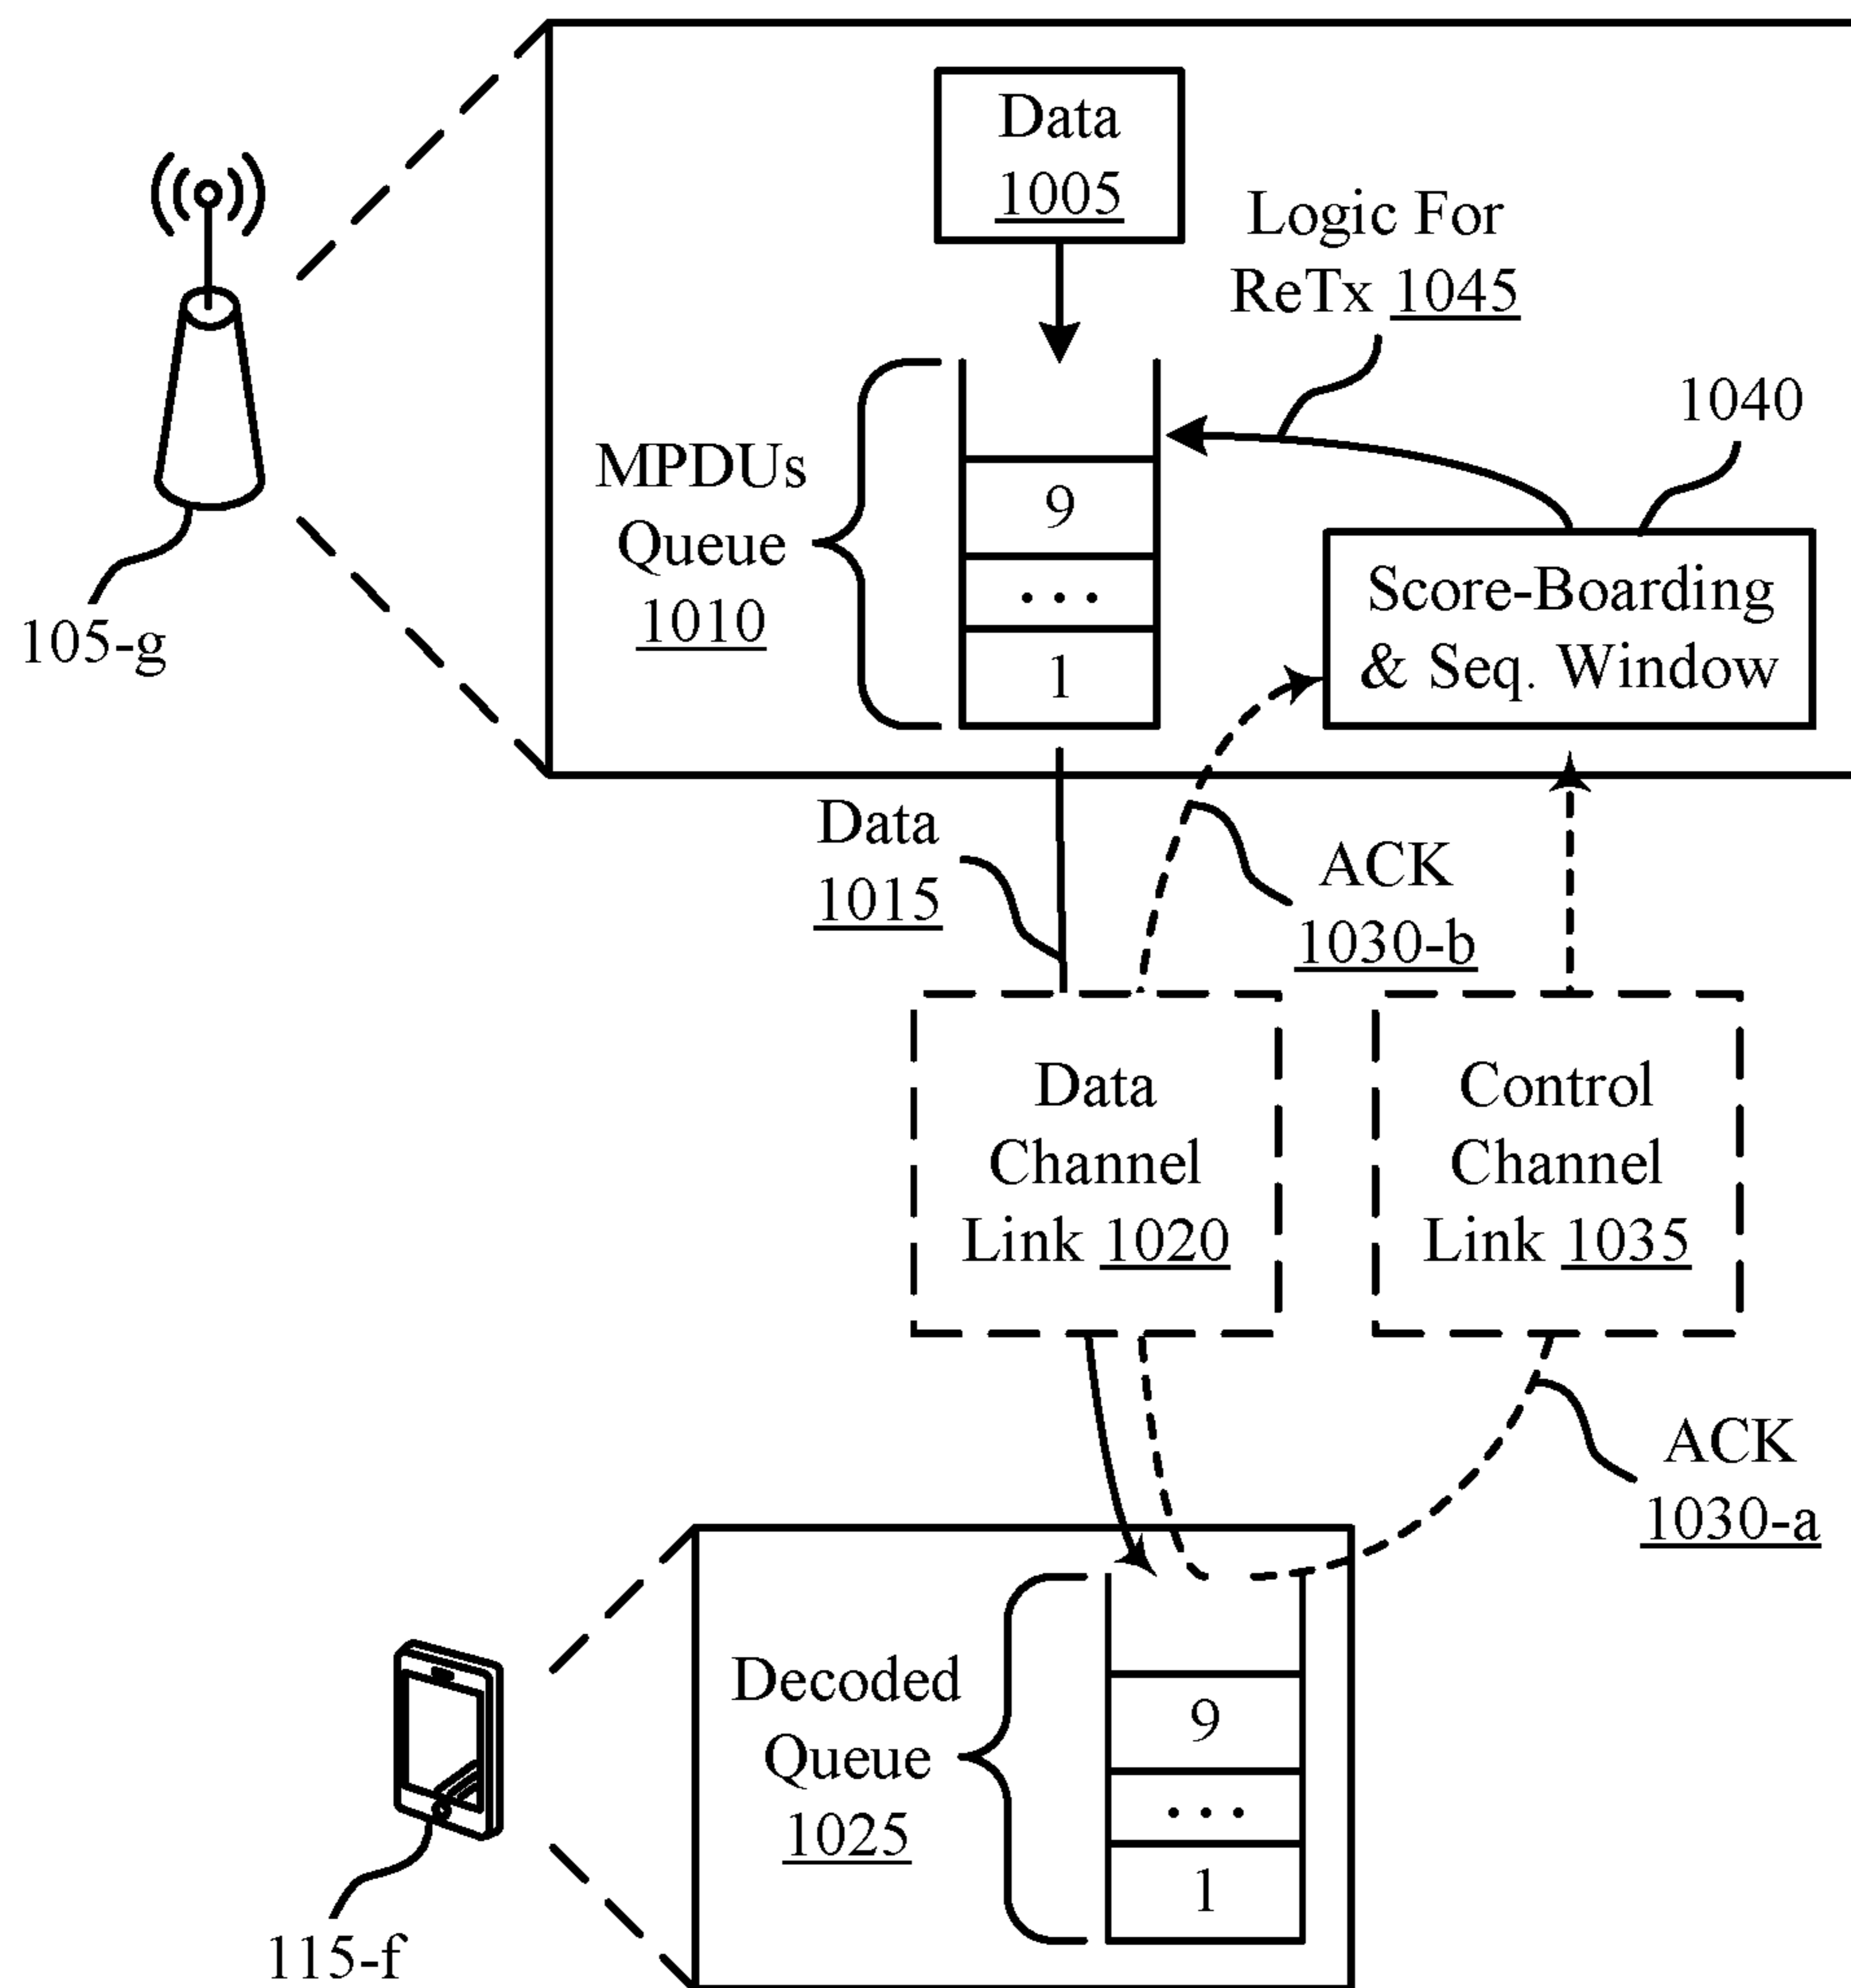 Data
1005
Logic For
ReTx 1045
1040
MPDUs
Queue
1010
9
...
1
Score-Boarding
& Seq. Window
105-g
Data
1015
ACK
1030-b
Data
Channel
Link 1020
Control
Channel
Link 1035
ACK
1030-a
Decoded
Queue
1025
9
...
1
115-f